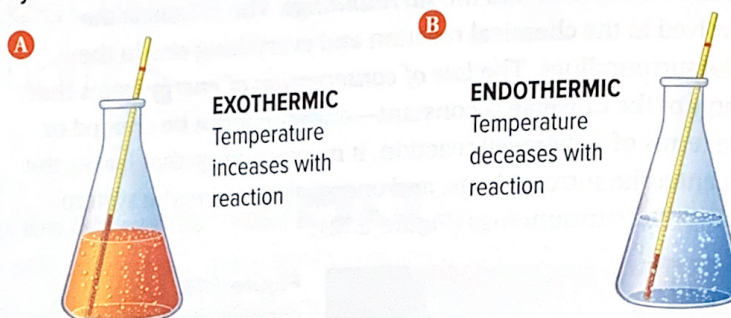 A
EXOTHERMIC
Temperature
inceases with
reaction
B
ENDOTHERMIC
Temperature
deceases with
reaction